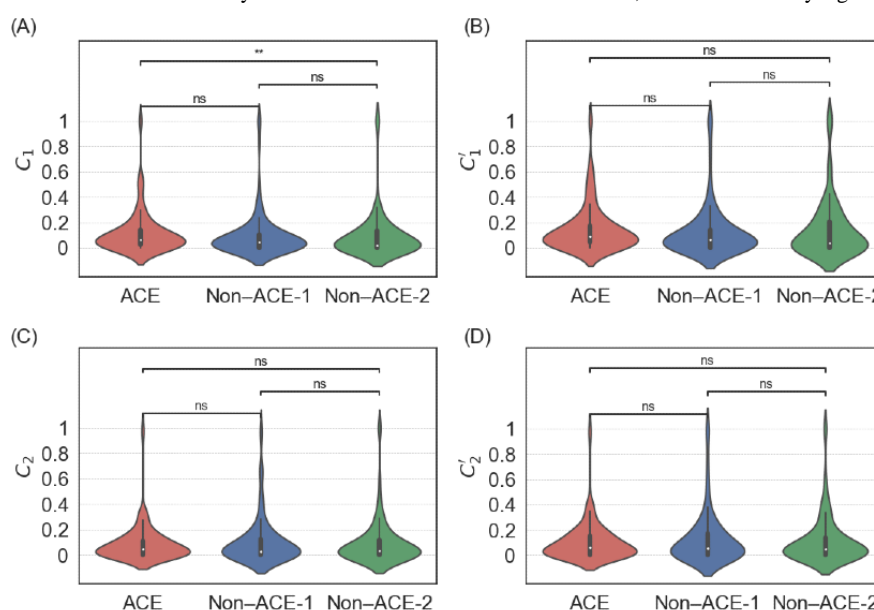 (A)
**
ns
ns
C1
1
0.8
0.6
0.4
0.2
0
ACE
Non–ACE-1
Non–ACE-2
(B)
ns
ns
ns
C′1
1
0.8
0.6
0.4
0.2
0
ACE
Non–ACE-1
Non–ACE-2
(C)
ns
ns
ns
C2
1
0.8
0.6
0.4
0.2
0
ACE
Non–ACE-1
Non–ACE-2
(D)
ns
ns
ns
C′2
1
0.8
0.6
0.4
0.2
0
ACE
Non–ACE-1
Non–ACE-2